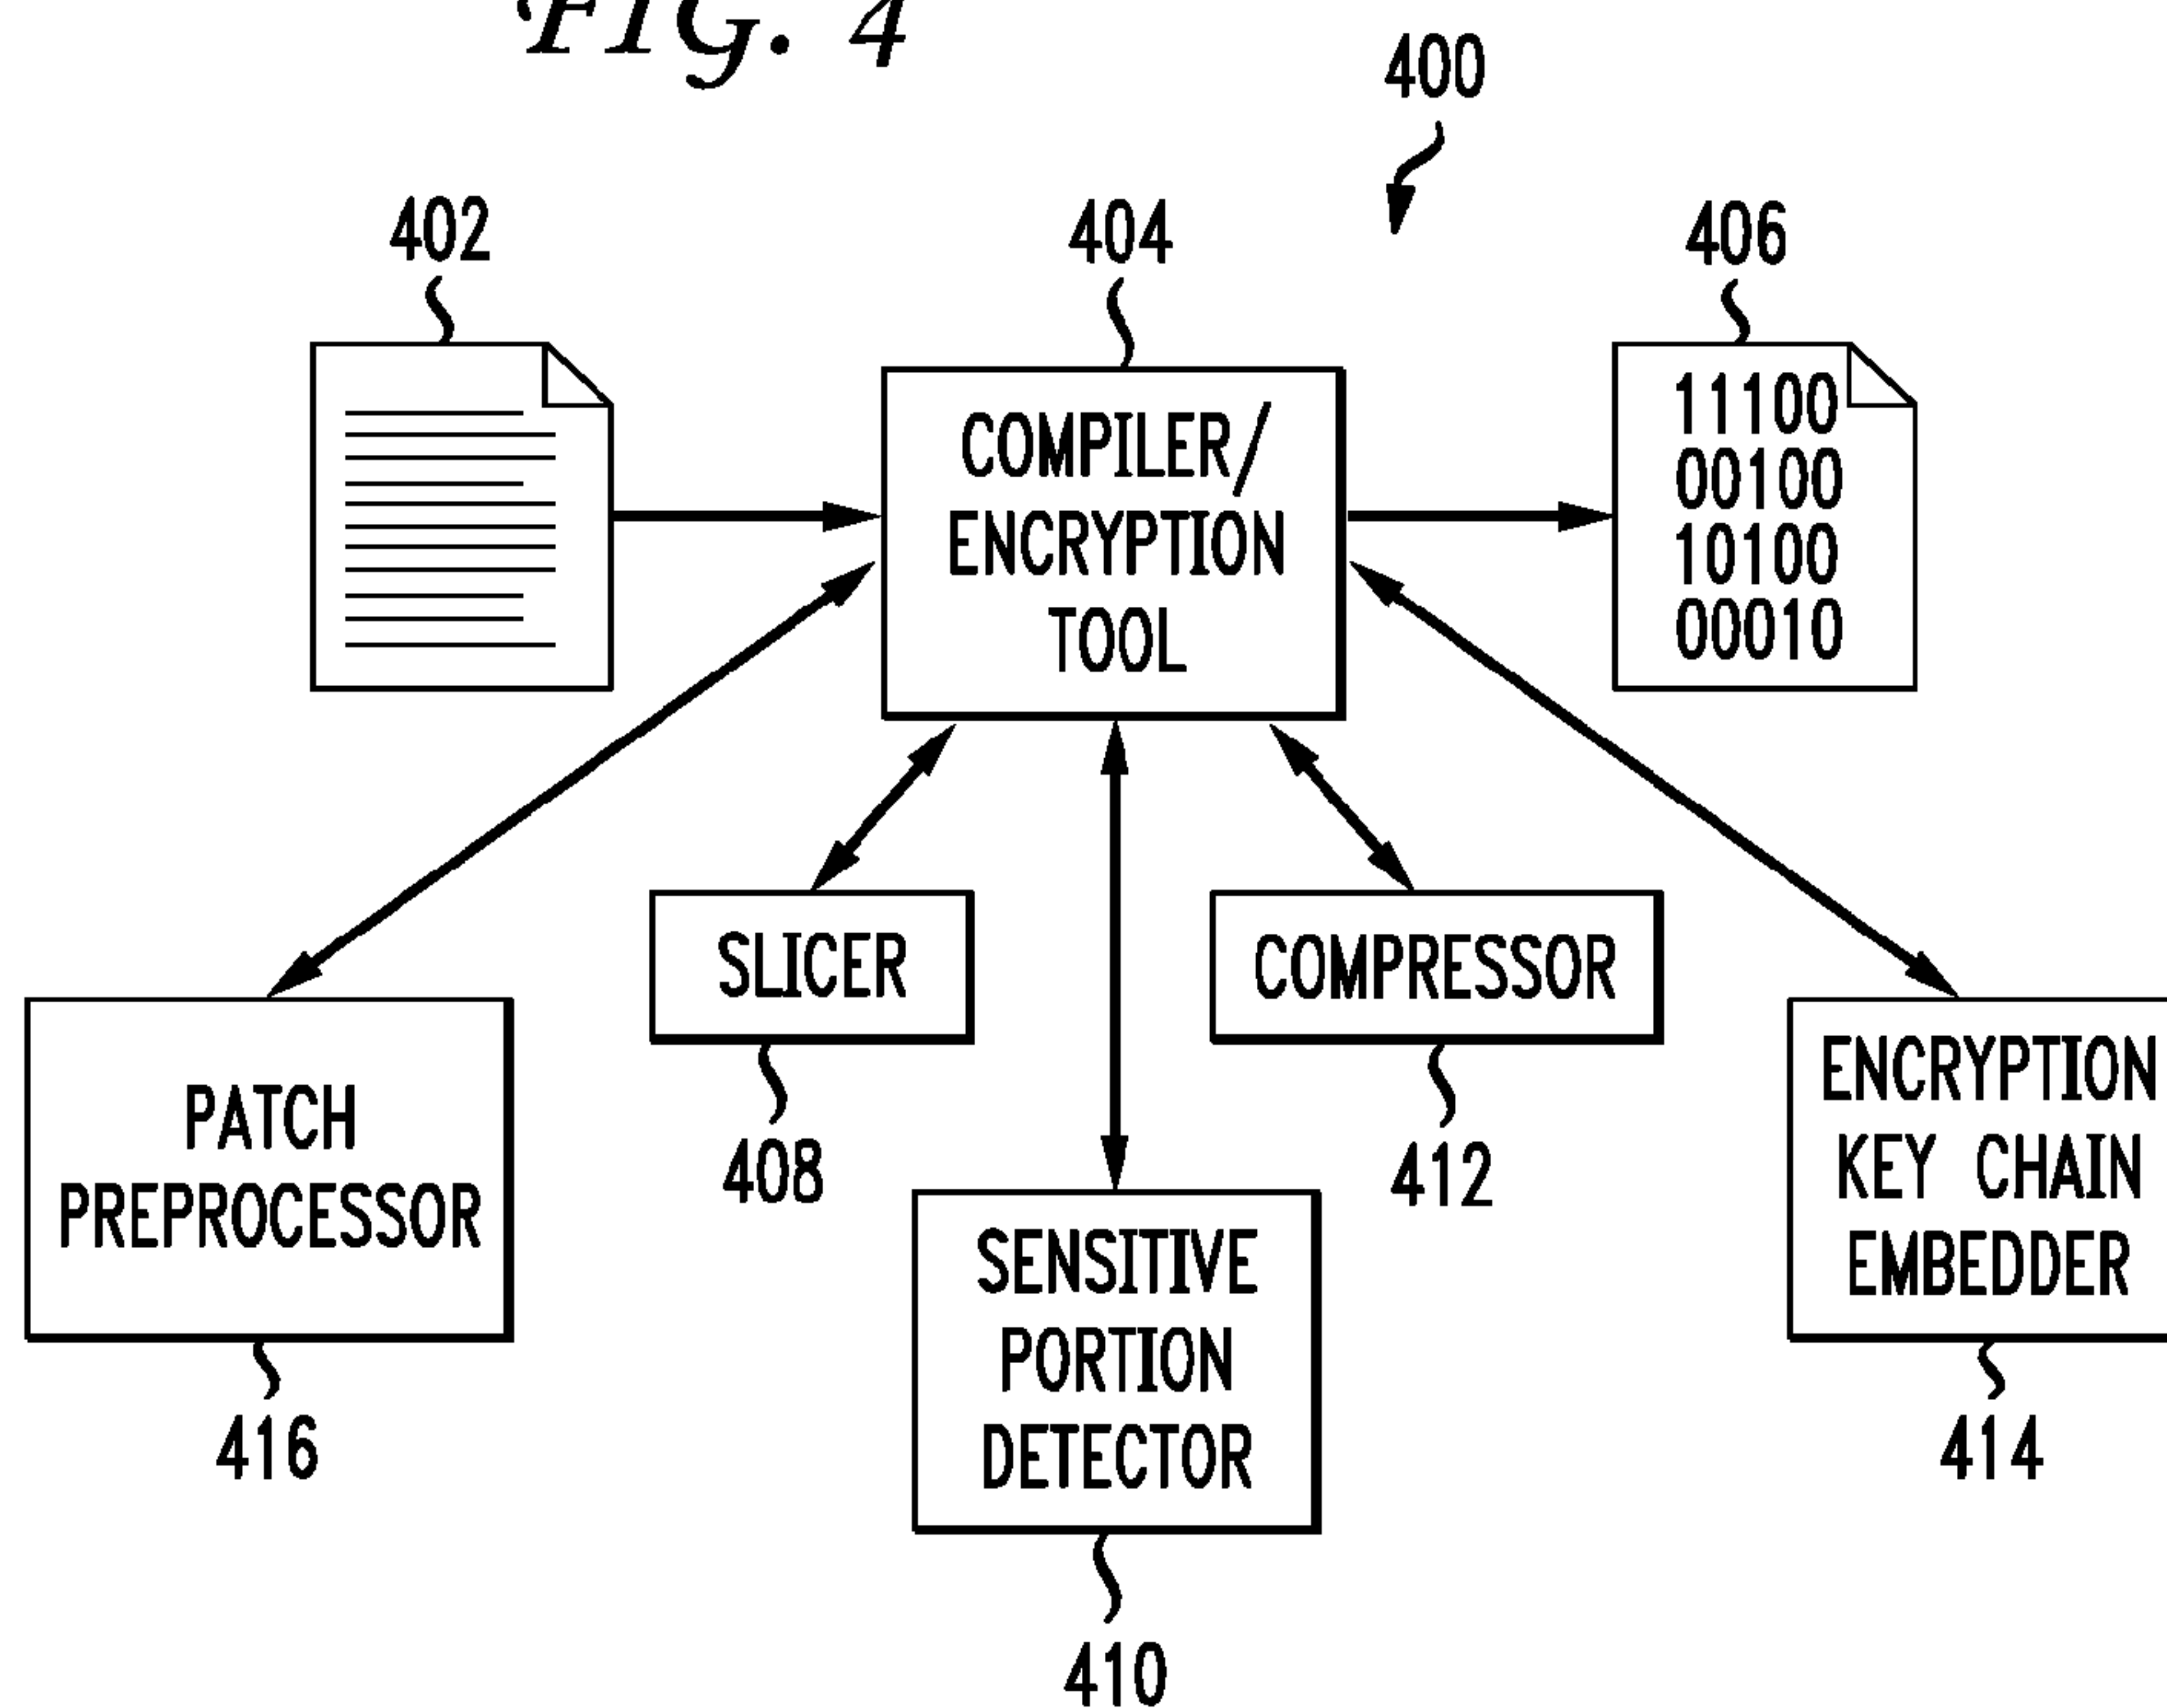 FIG. 4
400
402
404
406
COMPILER/
ENCRYPTION
TOOL
11100
00100
10100
00010
SLICER
COMPRESSOR
PATCH
PREPROCESSOR
ENCRYPTION
KEY CHAIN
EMBEDDER
408
412
SENSITIVE
PORTION
DETECTOR
416
414
410